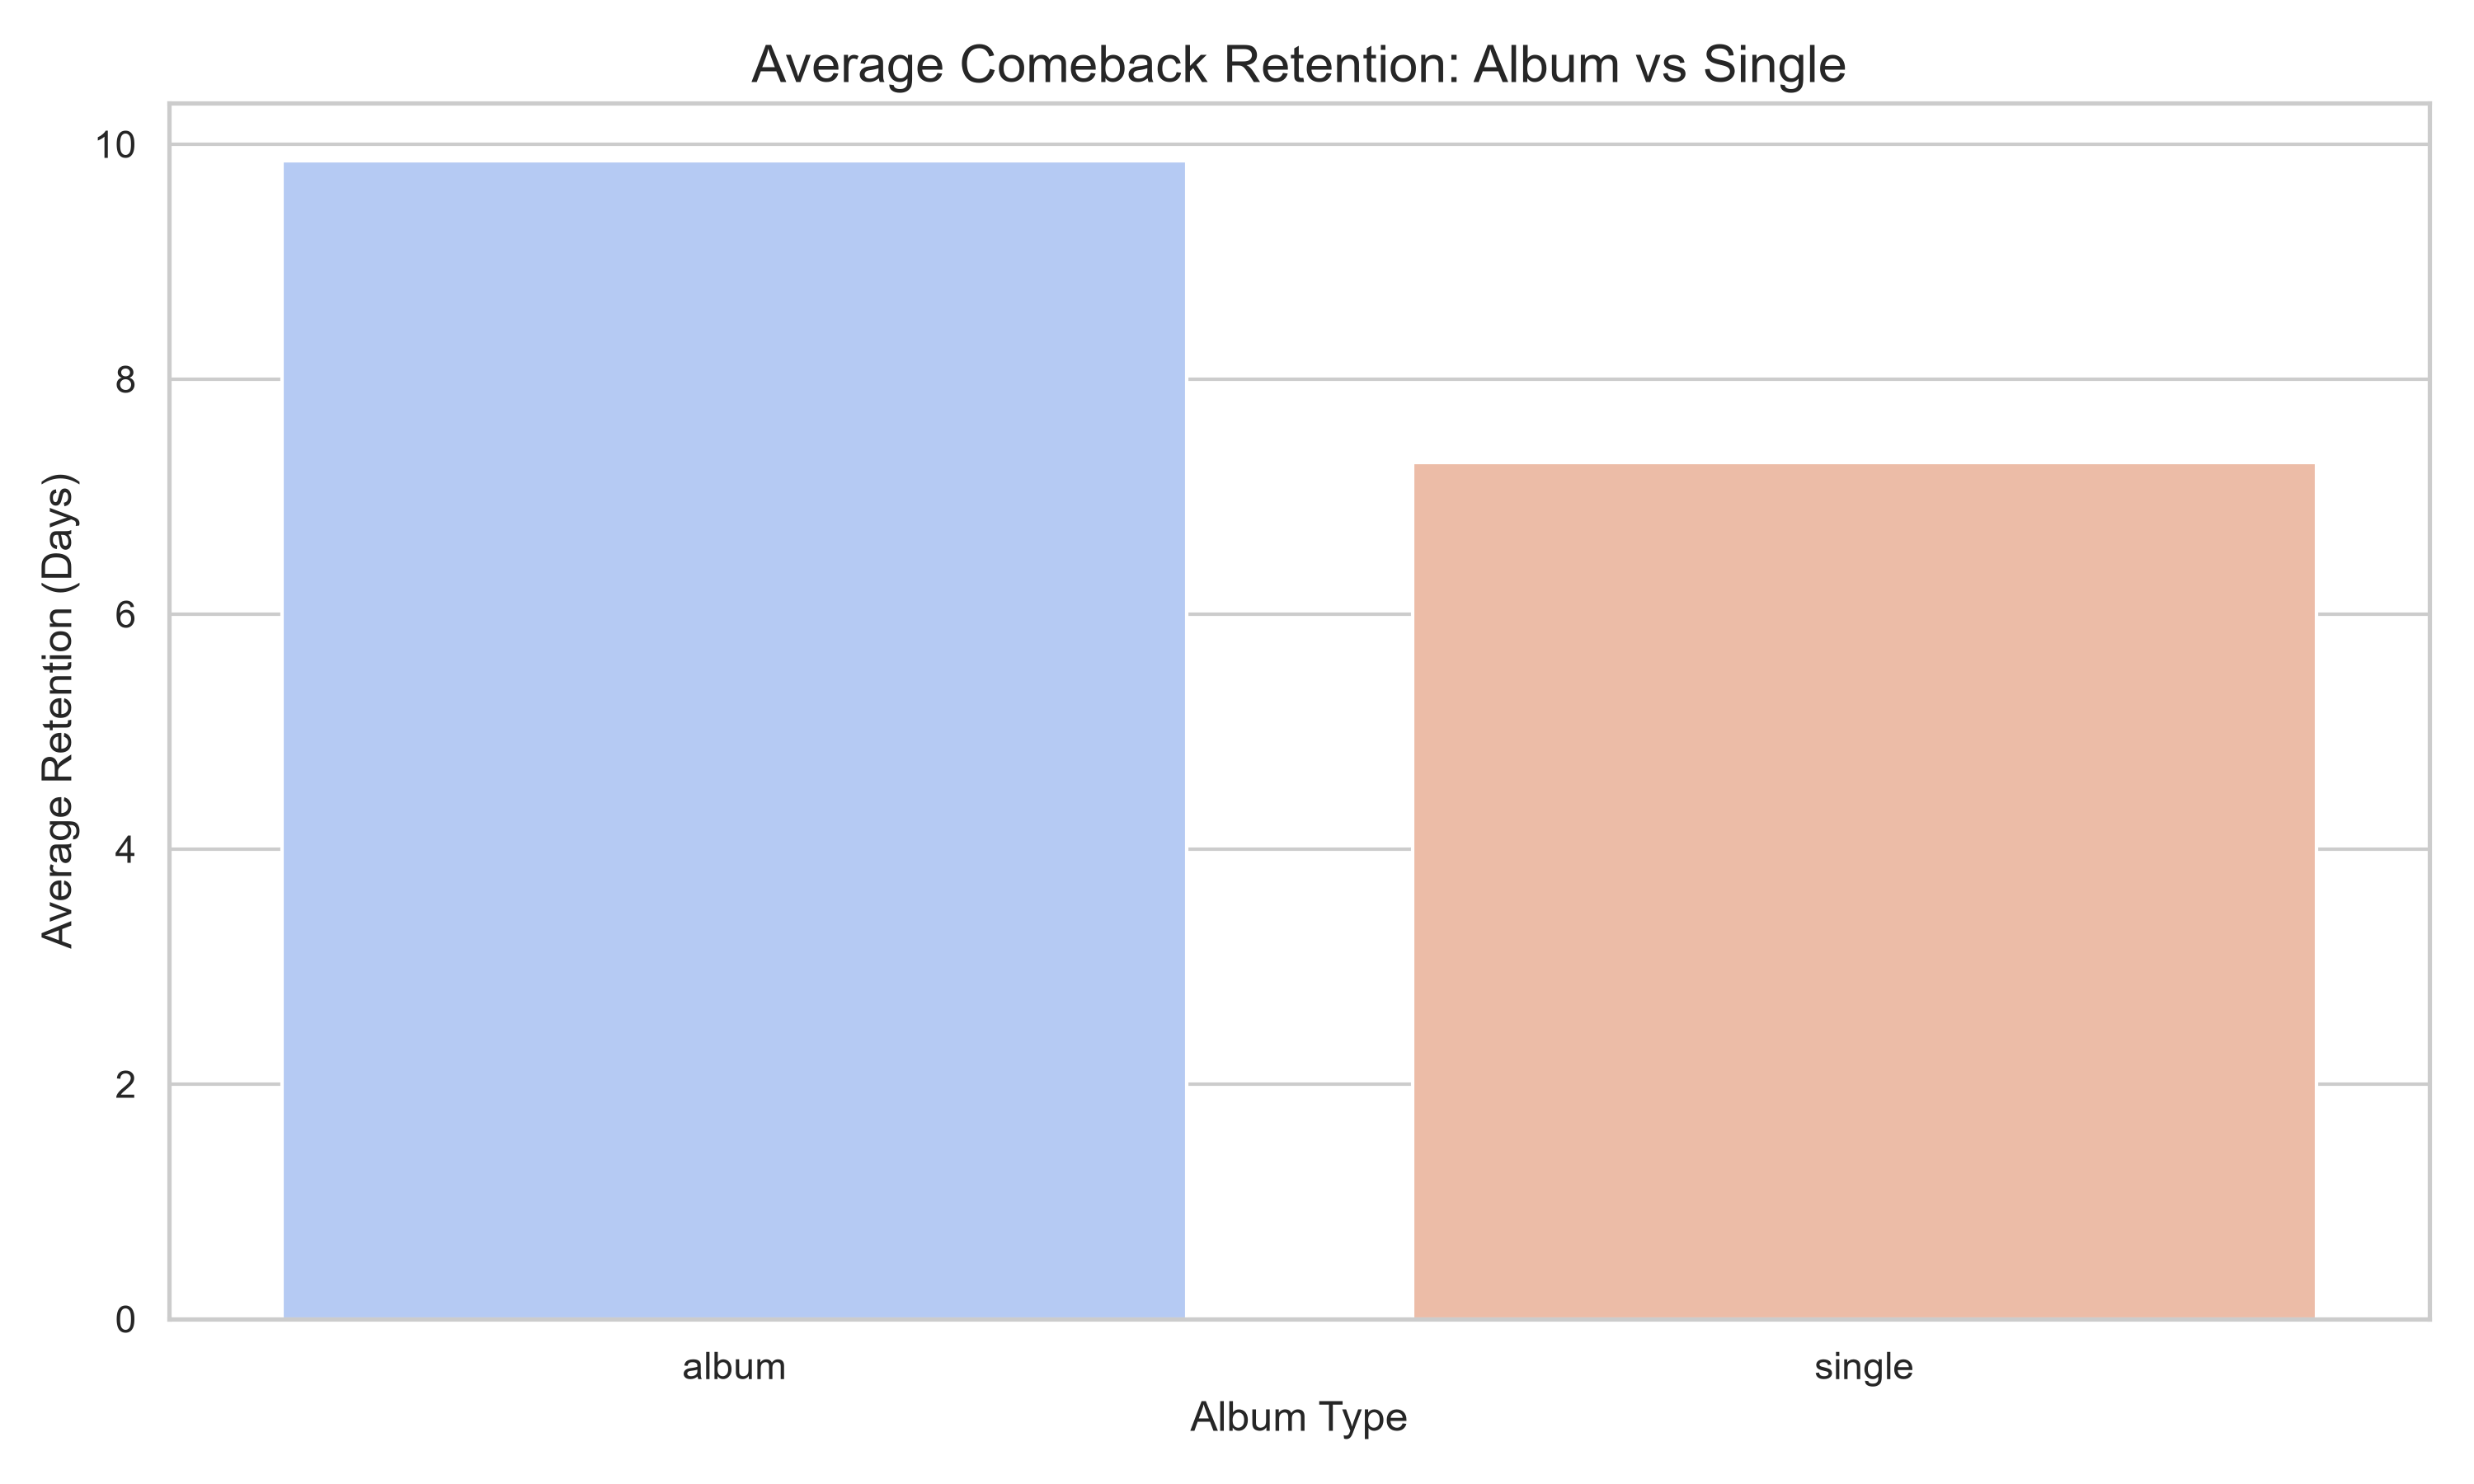 Average Comeback Retention: Album vs Single
10
8
6
4
2
0
Average Retention (Days)
album
single
Album Type